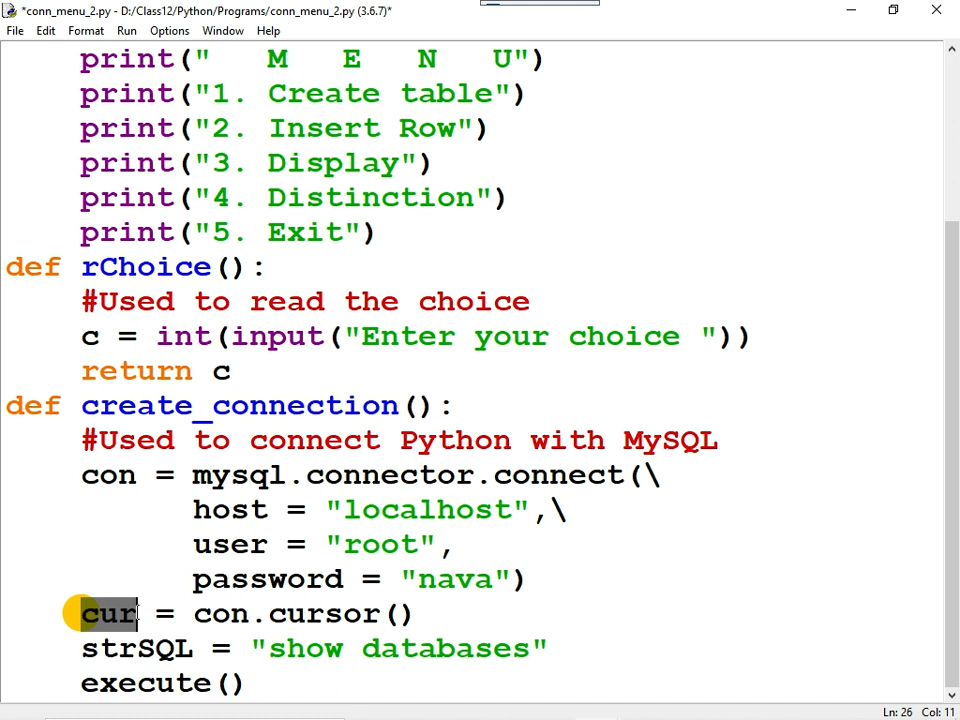 *conn_menu_2.py - D:/Class12/Python/Programs/conn_menu_2.py (3.6.7)*
File Edit Format Run Options Window Help
print("   M   E   N   U")
print("1. Create table")
print("2. Insert Row")
print("3. Display")
print("4. Distinction")
print("5. Exit")
def rChoice():
#Used to read the choice
c = int(input("Enter your choice "))
return c
def create_connection():
#Used to connect Python with MySQL
con = mysql.connector.connect(\
host = "localhost",\
user = "root",
password = "nava")
cur = con.cursor()
strSQL = "show databases"
execute()
Ln: 26 Col: 11